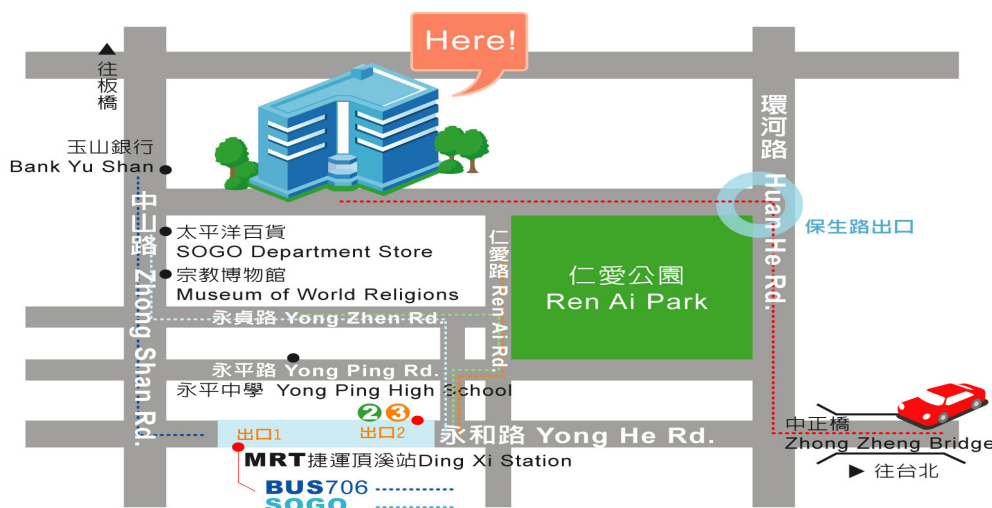 Here!
往板橋
玉山銀行
Bank Yu Shan
環河路 Huan He Rd.
中山路 Zhong Shan Rd.
太平洋百貨
SOGO Department Store
仁愛路 Ren Ai Rd.
保生路出口
宗教博物館
Museum of World Religions
仁愛公園
Ren Ai Park
永貞路 Yong Zhen Rd.
永平路 Yong Ping Rd.
永平中學 Yong Ping High School
2 3
出口1
出口2
永和路 Yong He Rd.
中正橋
Zhong Zheng Bridge
MRT捷運頂溪站Ding Xi Station
往台北
BUS706
SOGO